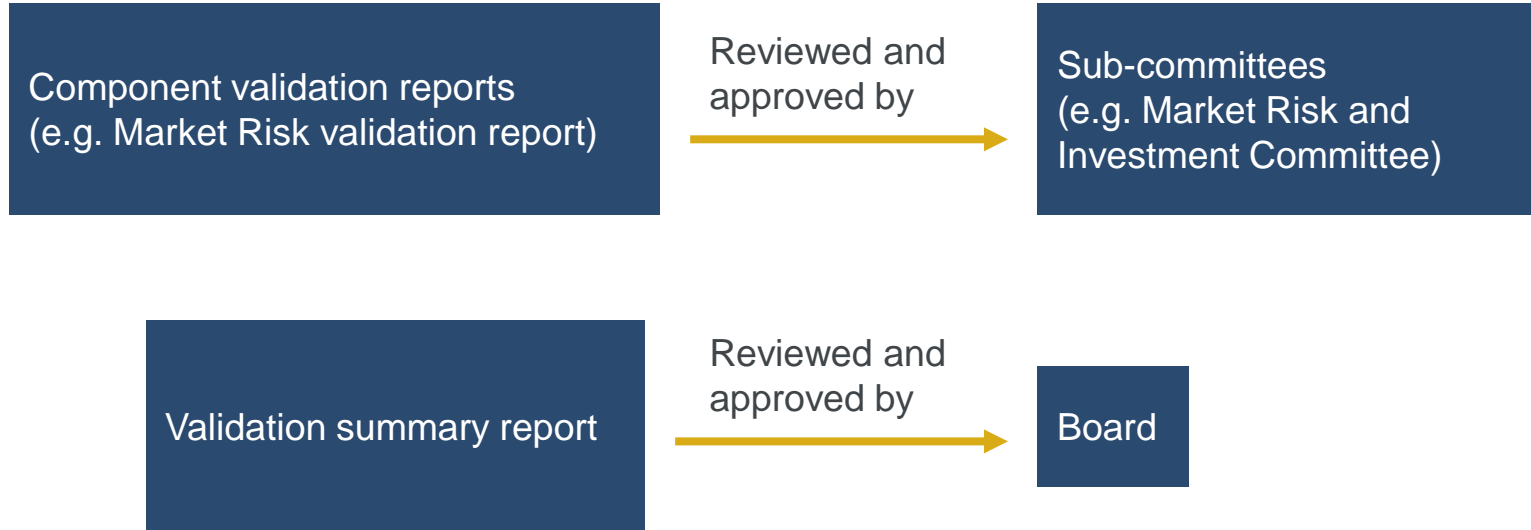 Component validation reports
(e.g. Market Risk validation report)
Reviewed and
approved by
Sub-committees
(e.g. Market Risk and
Investment Committee)
Validation summary report
Reviewed and
approved by
Board